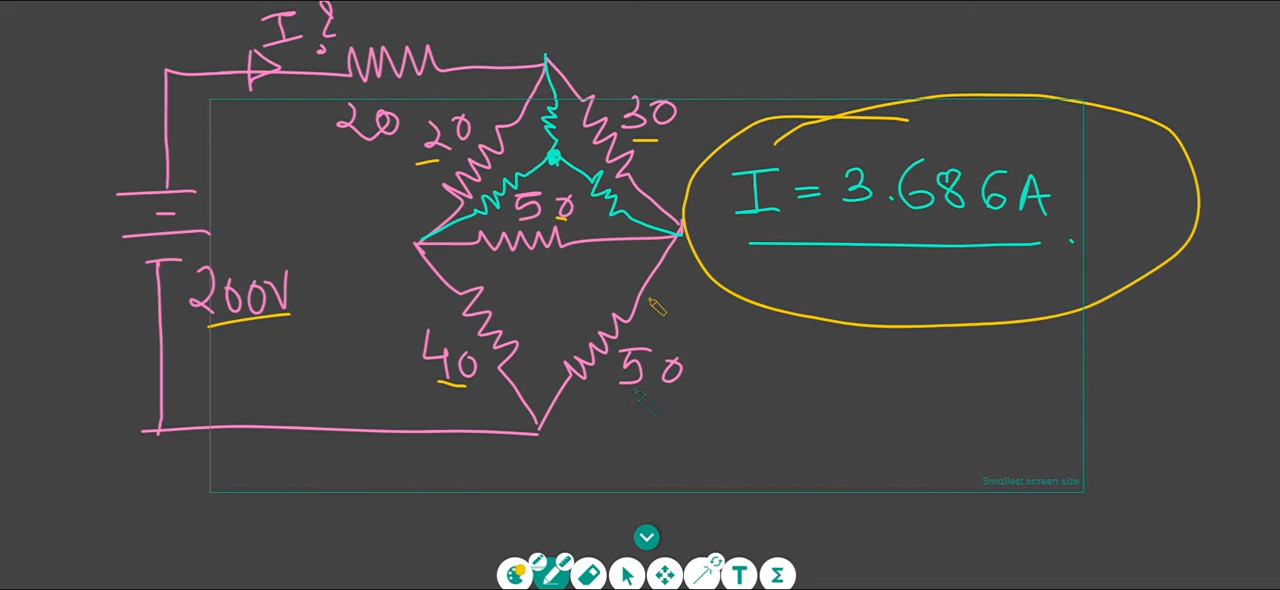 I ?
20
20
30
50
I = 3.686A.
200V
40
50
Smallest screen size
T
Σ